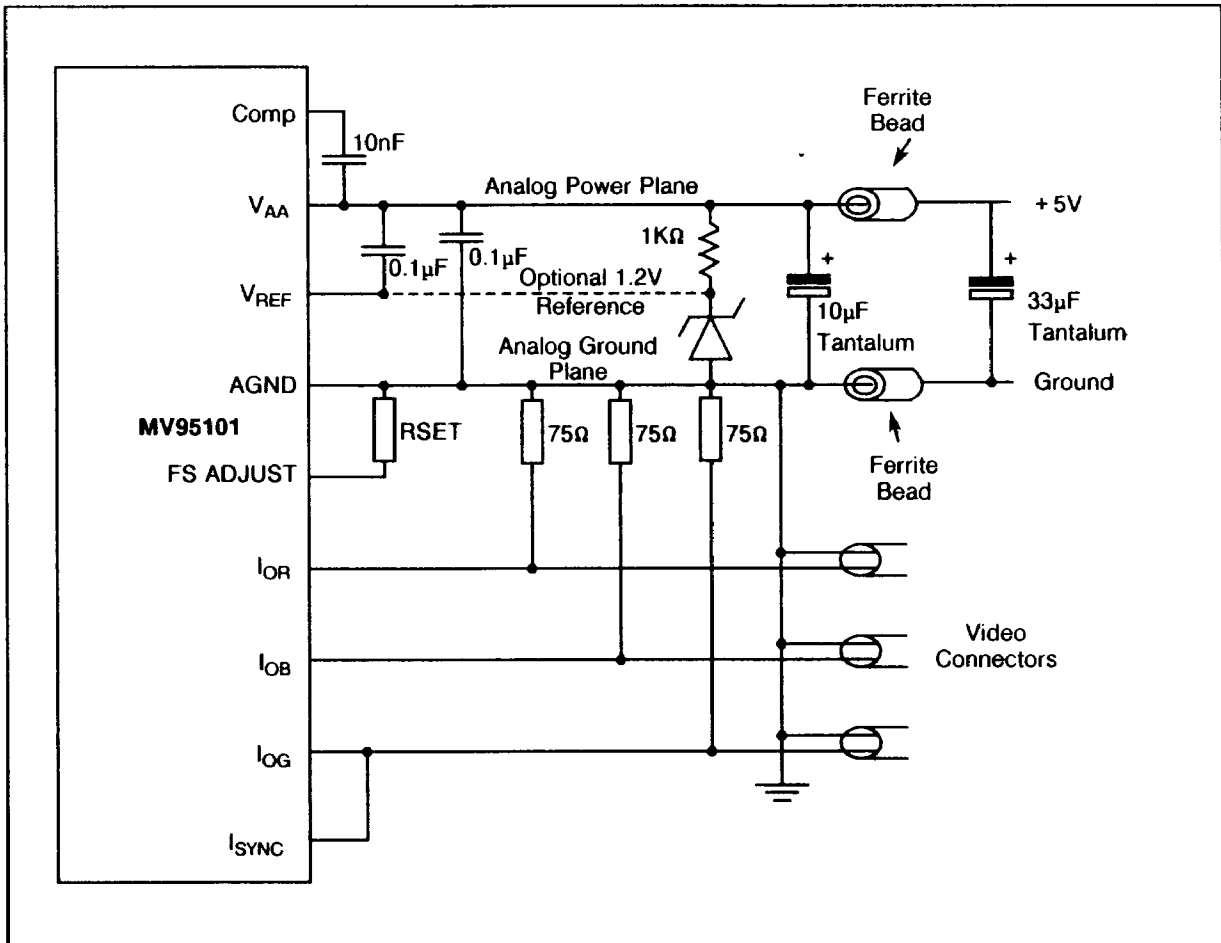 Ferrite
Bead
Comp
10nF
Analog Power Plane
V_AA
+ 5V
1KΩ
+
+
0.1µF
0.1µF
Optional 1.2V
Reference
V_REF
10µF
Tantalum
33µF
Tantalum
Analog Ground
Plane
AGND
Ground
MV95101
RSET
75Ω
75Ω
75Ω
FS ADJUST
Ferrite
Bead
I_OR
Video
Connectors
I_OB
I_OG
I_SYNC